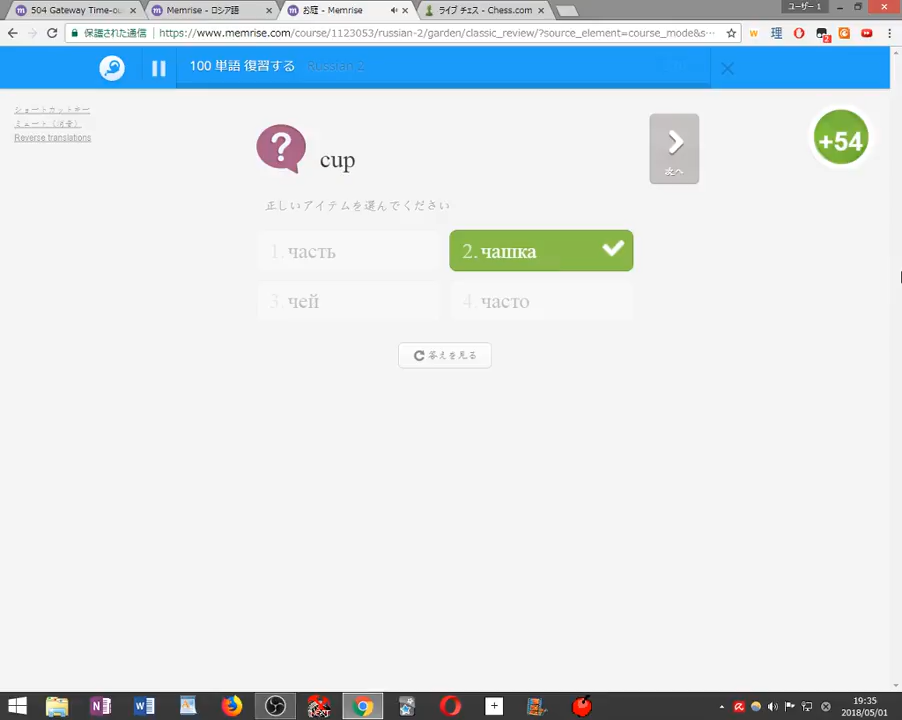 504 Gateway Time-ou
Memrise - ロシア語
お庭 - Memrise
ライブ チェス - Chess.com
ユーザー 1
保護された通信
https://www.memrise.com/course/1123053/russian-2/garden/classic_review/?source_element=course_mode&s…
100 単語 復習する
Russian 2
ショートカットキー
ミュート (消音)
Reverse translations
cup
次へ
+54
正しいアイテムを選んでください
1. часть
2. чашка
3. чей
4. часто
答えを見る
19:35
2018/05/01